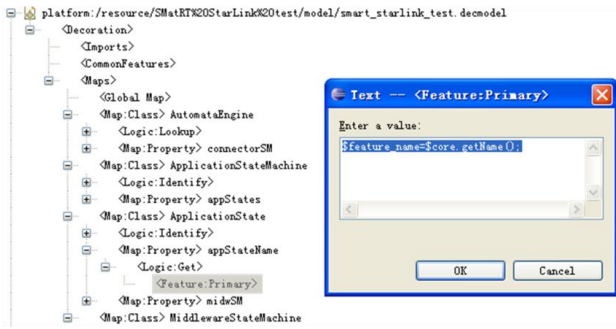 platform:/resource/SMatRT%20StarLink%20test/model/smart_starlink_test.decmodel
<Decoration>
<Imports>
<CommonFeatures>
<Maps>
<Global Map>
<Map:Class> AutomataEngine
<Logic:Lookup>
<Map:Property> connectorSM
<Map:Class> ApplicationStateMachine
<Logic:Identify>
<Map:Property> appStates
<Map:Class> ApplicationState
<Logic:Identify>
<Map:Property> appStateName
<Logic:Get>
<Feature:Primary>
<Map:Property> midwSM
<Map:Class> MiddlewareStateMachine
Text -- <Feature:Primary>
Enter a value:
$feature_name=$core.getName();
OK
Cancel